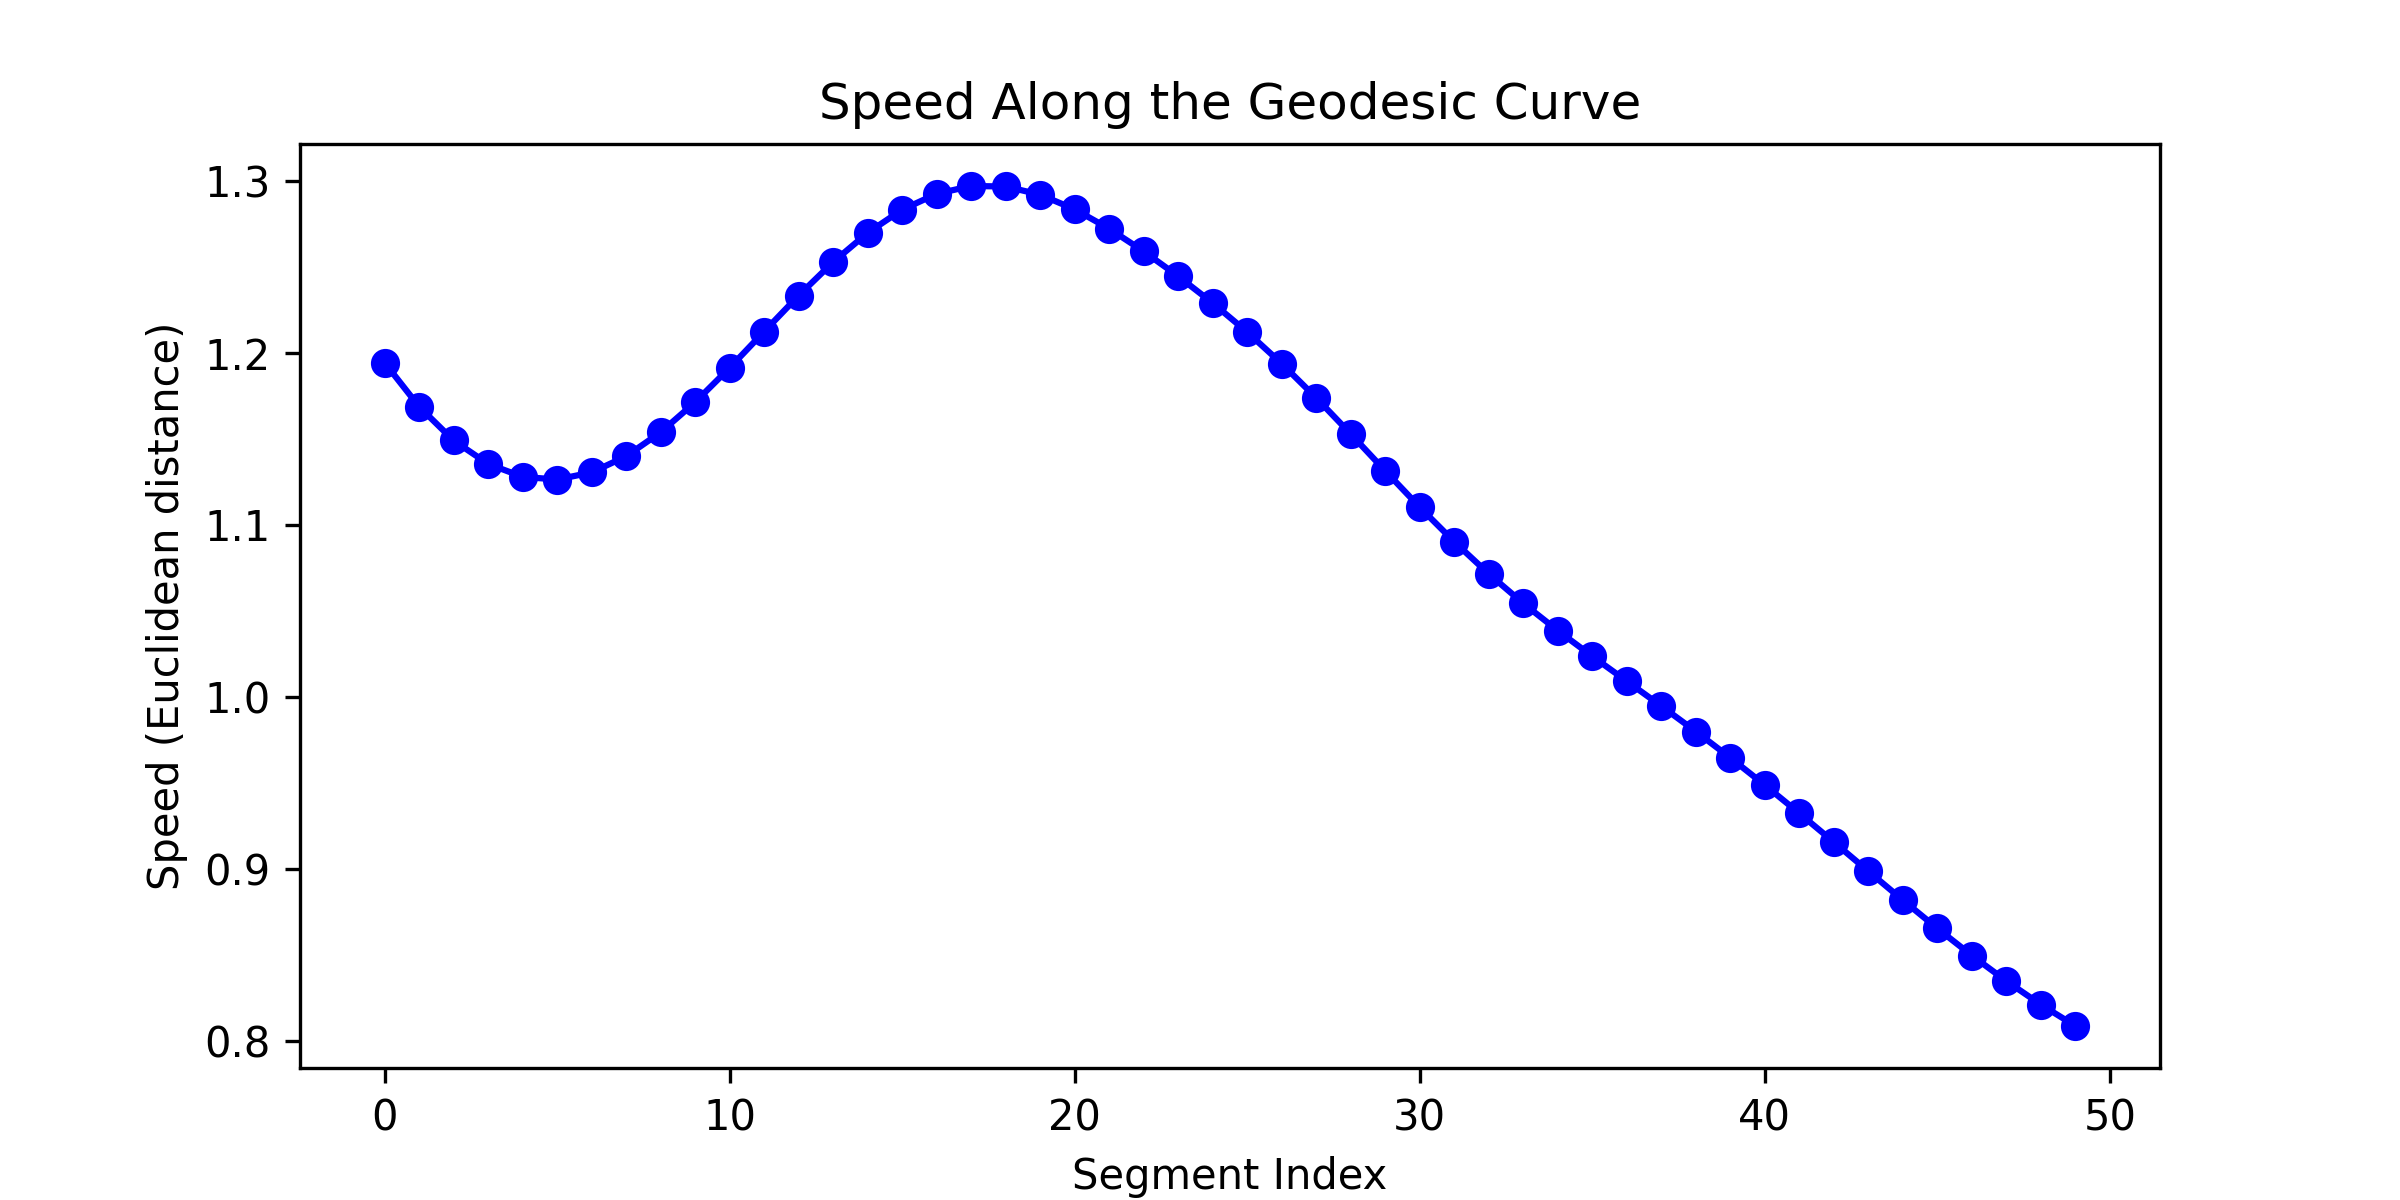 Speed Along the Geodesic Curve
Speed (Euclidean distance)
1.3
1.2
1.1
1.0
0.9
0.8
0 10 20 30 40 50
Segment Index